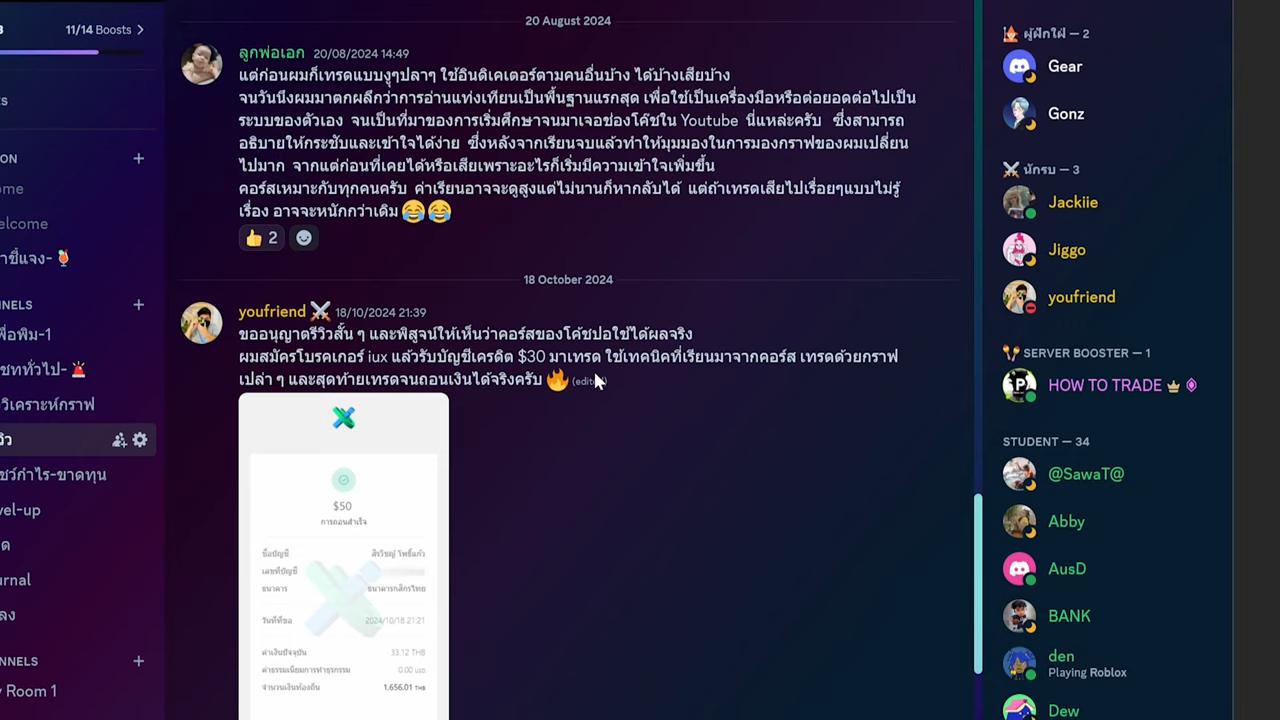 11/14 Boosts
ON
ome
elcome
าชี้แจง-
NELS
พื่อพิม-1
ชททั่วไป-
วิเคราะห์กราฟ
ชว์กำไร-ขาดทุน
vel-up
urnal
ลง
NNELS
y Room 1
20 August 2024
ลูกพ่อเอก 20/08/2024 14:49
แต่ก่อนผมก็เทรดแบบงูๆปลาๆ ใช้อินดิเคเตอร์ตามคนอื่นบ้าง ได้บ้างเสียบ้าง
จนวันนึงผมมาตกผลึกว่าการอ่านแท่งเทียนเป็นพื้นฐานแรกสุด เพื่อใช้เป็นเครื่องมือหรือต่อยอดต่อไปเป็น
ระบบของตัวเอง จนเป็นที่มาของการเริ่มศึกษาจนมาเจอช่องโค๊ชใน Youtube นี่แหล่ะครับ ซึ่งสามารถ
อธิบายให้กระชับและเข้าใจได้ง่าย ซึ่งหลังจากเรียนจบแล้วทำให้มุมมองในการมองกราฟของผมเปลี่ยน
ไปมาก จากแต่ก่อนที่เคยได้หรือเสียเพราะอะไรก็เริ่มมีความเข้าใจเพิ่มขึ้น
คอร์สเหมาะกับทุกคนครับ ค่าเรียนอาจจะดูสูงแต่ไม่นานก็หากลับได้ แต่ถ้าเทรดเสียไปเรื่อยๆแบบไม่รู้
เรื่อง อาจจะหนักกว่าเดิม 😂😂
👍 2
18 October 2024
youfriend ⚔️ 18/10/2024 21:39
ขออนุญาตรีวิวสั้น ๆ และพิสูจน์ให้เห็นว่าคอร์สของโค้ชปอใช้ได้ผลจริง
ผมสมัครโบรคเกอร์ iux แล้วรับบัญชีเครดิต $30 มาเทรด ใช้เทคนิคที่เรียนมาจากคอร์ส เทรดด้วยกราฟ
เปล่า ๆ และสุดท้ายเทรดจนถอนเงินได้จริงครับ 🔥
$50
การถอนสำเร็จ
ชื่อบัญชี สิรวิชญ์ โพธิ์แก้ว
เลขที่บัญชี
ธนาคาร ธนาคารกสิกรไทย
วันที่ขอ 2024/10/18 21:21
ค่าเงินปัจจุบัน 33.12 THB
ค่าธรรมเนียมการทำธุรกรรม 0.00 USD
จำนวนเงินท้องถิ่น 1,656.01 THB
ผู้ฝึกใฝ่ — 2
Gear
Gonz
นักรบ — 3
Jackiie
Jiggo
youfriend
SERVER BOOSTER — 1
HOW TO TRADE
STUDENT — 34
@SawaT@
Abby
AusD
BANK
den
Playing Roblox
Dew